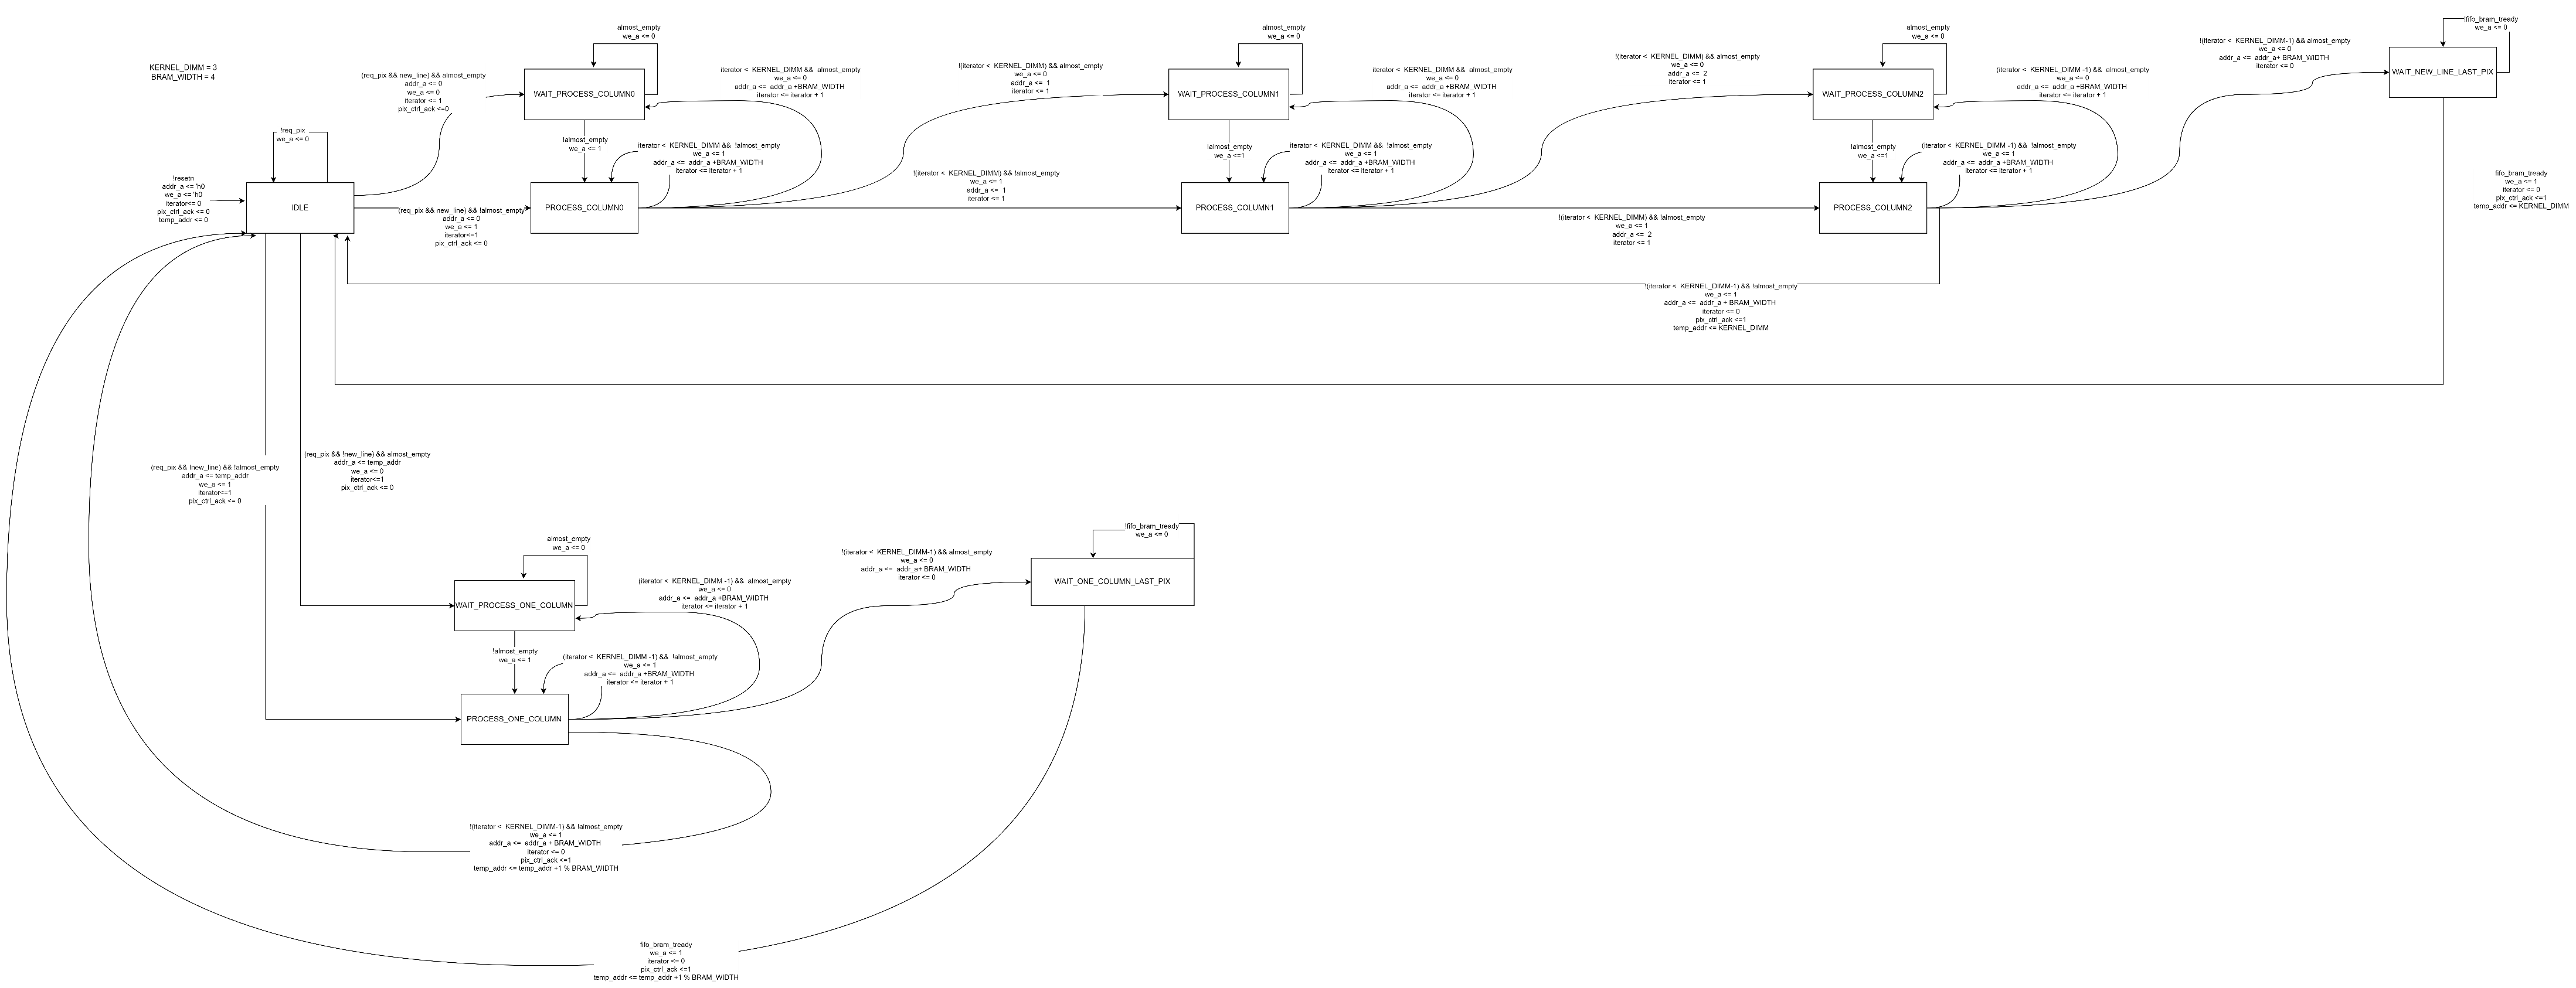 KERNEL_DIMM = 3
BRAM_WIDTH = 4
!resetn
addr_a <= 'h0
we_a <= 'h0
iterator<= 0
pix_ctrl_ack <= 0
temp_addr <= 0
!req_pix
we_a <= 0
IDLE
(req_pix && new_line) && almost_empty
addr_a <= 0
we_a <= 0
iterator <= 1
pix_ctrl_ack <=0
(req_pix && new_line) && !almost_empty
addr_a <= 0
we_a <= 1
iterator<=1
pix_ctrl_ack <= 0
almost_empty
we_a <= 0
WAIT_PROCESS_COLUMN0
!almost_empty
we_a <= 1
PROCESS_COLUMN0
iterator < KERNEL_DIMM && almost_empty
we_a <= 0
addr_a <= addr_a +BRAM_WIDTH
iterator <= iterator + 1
iterator < KERNEL_DIMM && !almost_empty
we_a <= 1
addr_a <= addr_a +BRAM_WIDTH
iterator <= iterator + 1
!(iterator < KERNEL_DIMM) && almost_empty
we_a <= 0
addr_a <= 1
iterator <= 1
!(iterator < KERNEL_DIMM) && !almost_empty
we_a <= 1
addr_a <= 1
iterator <= 1
almost_empty
we_a <= 0
WAIT_PROCESS_COLUMN1
!almost_empty
we_a <=1
PROCESS_COLUMN1
iterator < KERNEL_DIMM && almost_empty
we_a <= 0
addr_a <= addr_a +BRAM_WIDTH
iterator <= iterator + 1
iterator < KERNEL_DIMM && !almost_empty
we_a <= 1
addr_a <= addr_a +BRAM_WIDTH
iterator <= iterator + 1
!(iterator < KERNEL_DIMM) && almost_empty
we_a <= 0
addr_a <= 2
iterator <= 1
!(iterator < KERNEL_DIMM) && !almost_empty
we_a <= 1
addr_a <= 2
iterator <= 1
almost_empty
we_a <= 0
WAIT_PROCESS_COLUMN2
!almost_empty
we_a <=1
PROCESS_COLUMN2
(iterator < KERNEL_DIMM -1) && almost_empty
we_a <= 0
addr_a <= addr_a +BRAM_WIDTH
iterator <= iterator + 1
(iterator < KERNEL_DIMM -1) && !almost_empty
we_a <= 1
addr_a <= addr_a +BRAM_WIDTH
iterator <= iterator + 1
!(iterator < KERNEL_DIMM-1) && almost_empty
we_a <= 0
addr_a <= addr_a+ BRAM_WIDTH
iterator <= 0
!fifo_bram_tready
we_a <= 0
WAIT_NEW_LINE_LAST_PIX
fifo_bram_tready
we_a <= 1
iterator <= 0
pix_ctrl_ack <=1
temp_addr <= KERNEL_DIMM
!(iterator < KERNEL_DIMM-1) && !almost_empty
we_a <= 1
addr_a <= addr_a + BRAM_WIDTH
iterator <= 0
pix_ctrl_ack <=1
temp_addr <= KERNEL_DIMM
(req_pix && !new_line) && !almost_empty
addr_a <= temp_addr
we_a <= 1
iterator<=1
pix_ctrl_ack <= 0
(req_pix && !new_line) && almost_empty
addr_a <= temp_addr
we_a <= 0
iterator<=1
pix_ctrl_ack <= 0
almost_empty
we_a <= 0
WAIT_PROCESS_ONE_COLUMN
!almost_empty
we_a <= 1
PROCESS_ONE_COLUMN
(iterator < KERNEL_DIMM -1) && almost_empty
we_a <= 0
addr_a <= addr_a +BRAM_WIDTH
iterator <= iterator + 1
(iterator < KERNEL_DIMM -1) && !almost_empty
we_a <= 1
addr_a <= addr_a +BRAM_WIDTH
iterator <= iterator + 1
!(iterator < KERNEL_DIMM-1) && almost_empty
we_a <= 0
addr_a <= addr_a+ BRAM_WIDTH
iterator <= 0
!fifo_bram_tready
we_a <= 0
WAIT_ONE_COLUMN_LAST_PIX
!(iterator < KERNEL_DIMM-1) && !almost_empty
we_a <= 1
addr_a <= addr_a + BRAM_WIDTH
iterator <= 0
pix_ctrl_ack <=1
temp_addr <= temp_addr +1 % BRAM_WIDTH
fifo_bram_tready
we_a <= 1
iterator <= 0
pix_ctrl_ack <=1
temp_addr <= temp_addr +1 % BRAM_WIDTH